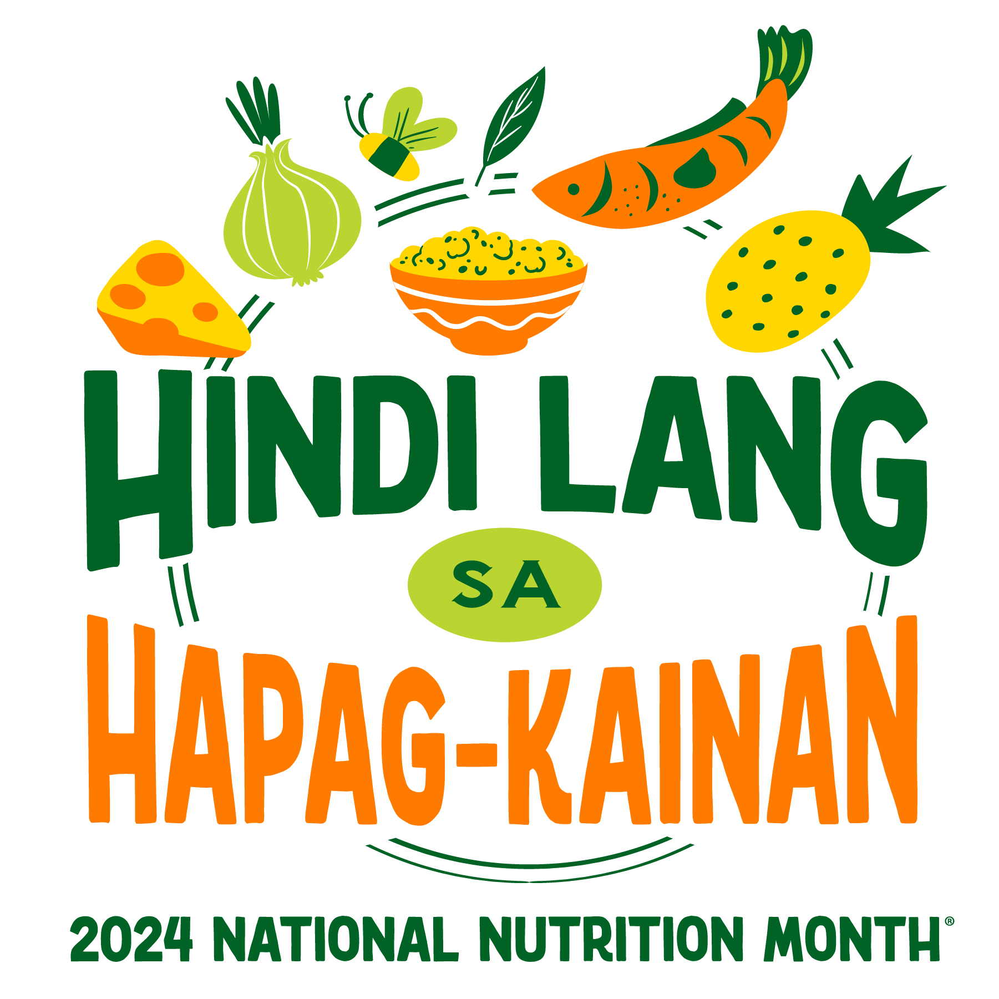 HINDI LANG
SA
HAPAG-KAINAN
2024 NATIONAL NUTRITION MONTH®